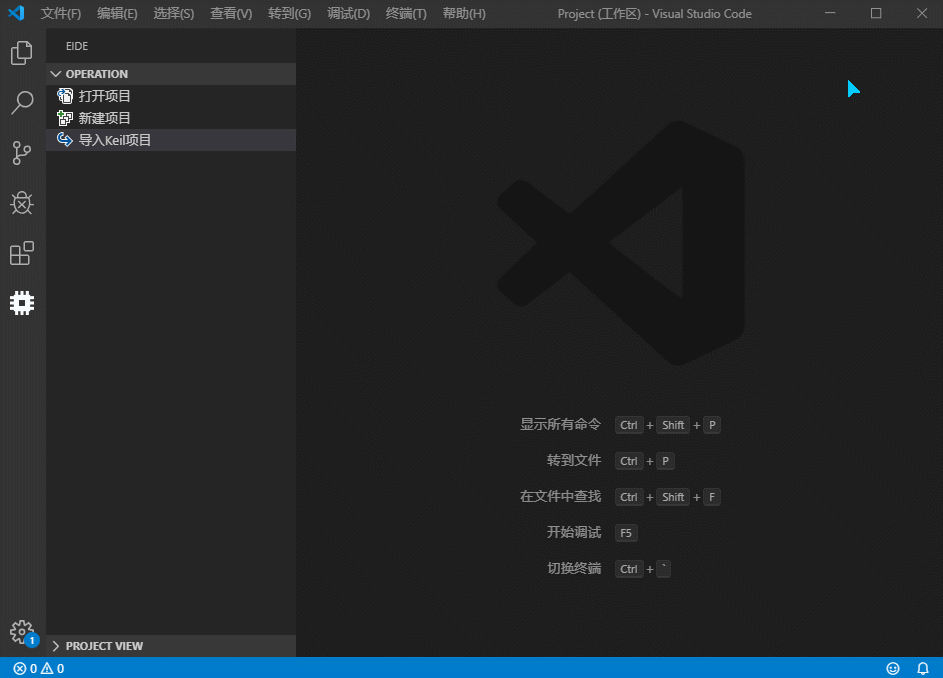 文件(F) 编辑(E) 选择(S) 查看(V) 转到(G) 调试(D) 终端(T) 帮助(H) Project (工作区) - Visual Studio Code
EIDE
OPERATION
打开项目
新建项目
导入Keil项目
显示所有命令 Ctrl + Shift + P
转到文件 Ctrl + P
在文件中查找 Ctrl + Shift + F
开始调试 F5
切换终端 Ctrl + `
1
PROJECT VIEW
0 0